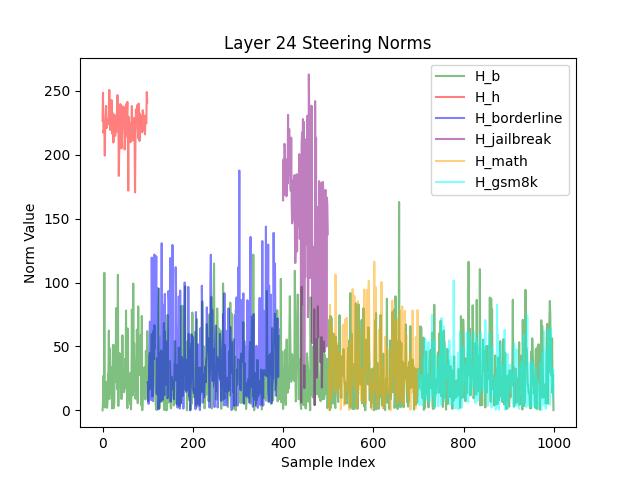 Layer 24 Steering Norms
Norm Value
250
200
150
100
50
0
0
200
400
600
800
1000
Sample Index
H_b
H_h
H_borderline
H_jailbreak
H_math
H_gsm8k